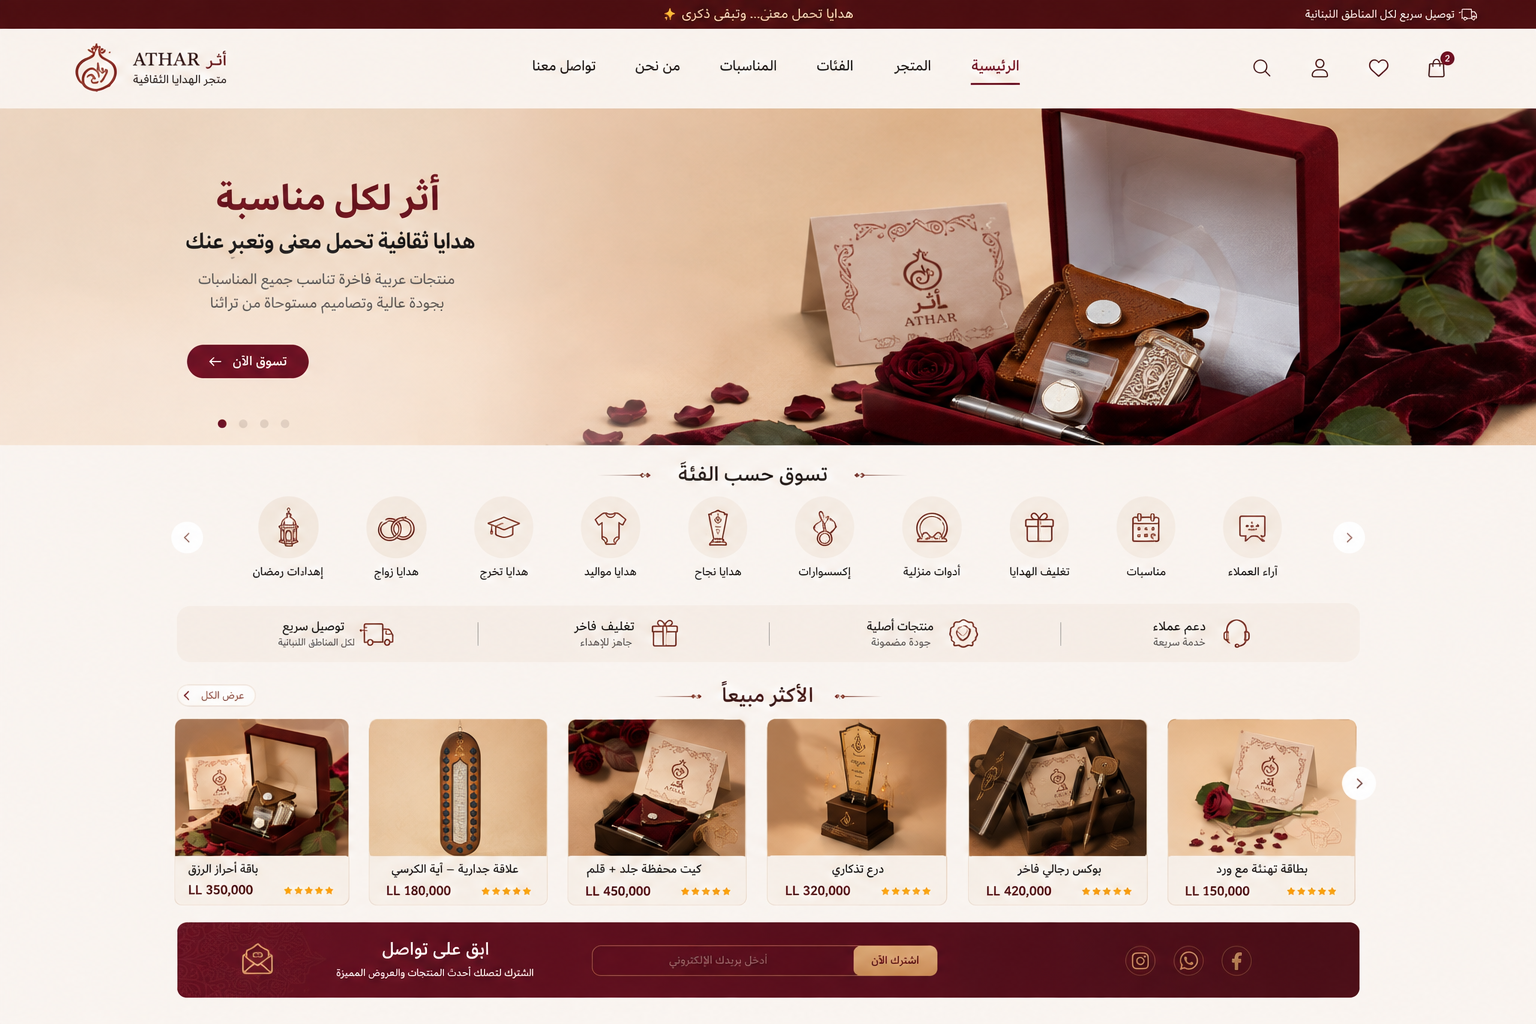 توصيل سريع لكل المناطق اللبنانية
هدايا تحمل معنى... وتبقى ذكرى
2
الرئيسية
المتجر
الفئات
المناسبات
من نحن
تواصل معنا
أثر ATHAR
متجر الهدايا الثقافية
أثر لكل مناسبة
هدايا ثقافية تحمل معنى وتعبر عنك
منتجات عربية فاخرة تناسب جميع المناسبات
بجودة عالية وتصاميم مستوحاة من تراثنا
تسوق الآن
أثر
ATHAR
تسوق حسب الفئة
آراء العملاء
مناسبات
تغليف الهدايا
أدوات منزلية
إكسسوارات
هدايا نجاح
هدايا مواليد
هدايا تخرج
هدايا زواج
إهدادات رمضان
دعم عملاء
خدمة سريعة
منتجات أصلية
جودة مضمونة
تغليف فاخر
جاهز للإهداء
توصيل سريع
لكل المناطق اللبنانية
الأكثر مبيعاً
عرض الكل
بطاقة تهنئة مع ورد
LL 150,000
بوكس رجالي فاخر
LL 420,000
درع تذكاري
LL 320,000
كيت محفظة جلد + قلم
LL 450,000
علاقة جدارية – آية الكرسي
LL 180,000
باقة أحراز الرزق
LL 350,000
ابق على تواصل
الشترك لتصلك أحدث المنتجات والعروض المميزة
أدخل بريدك الإلكتروني
اشترك الآن